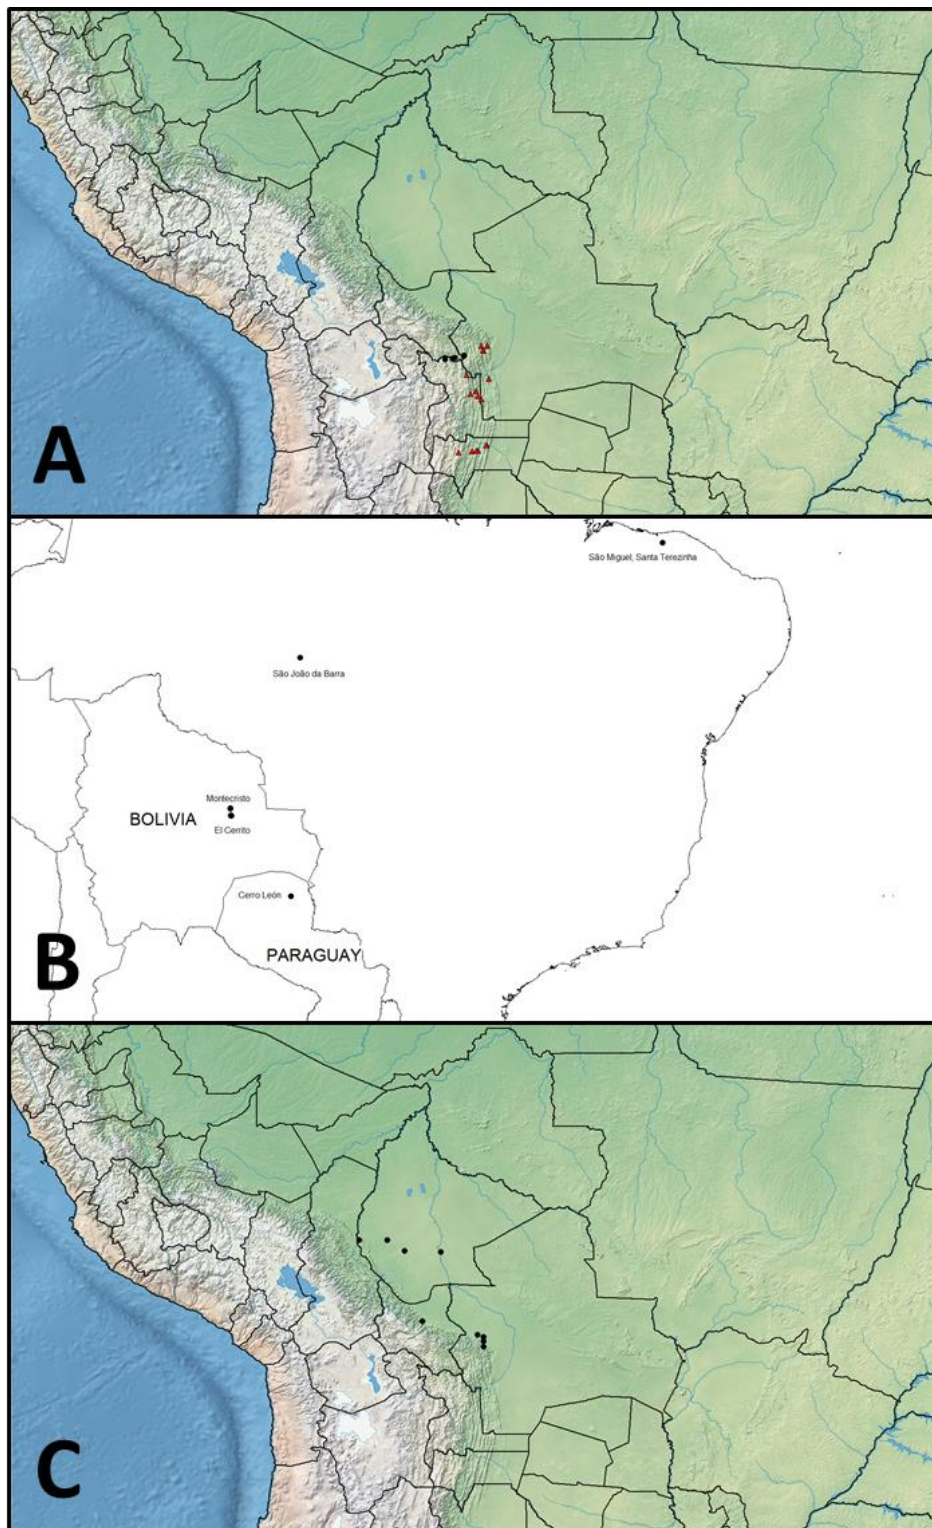 A
São Miguel, Santa Terezinha
São João da Barra
Montecristo
BOLIVIA
El Cerrito
Cerro León
PARAGUAY
B
C